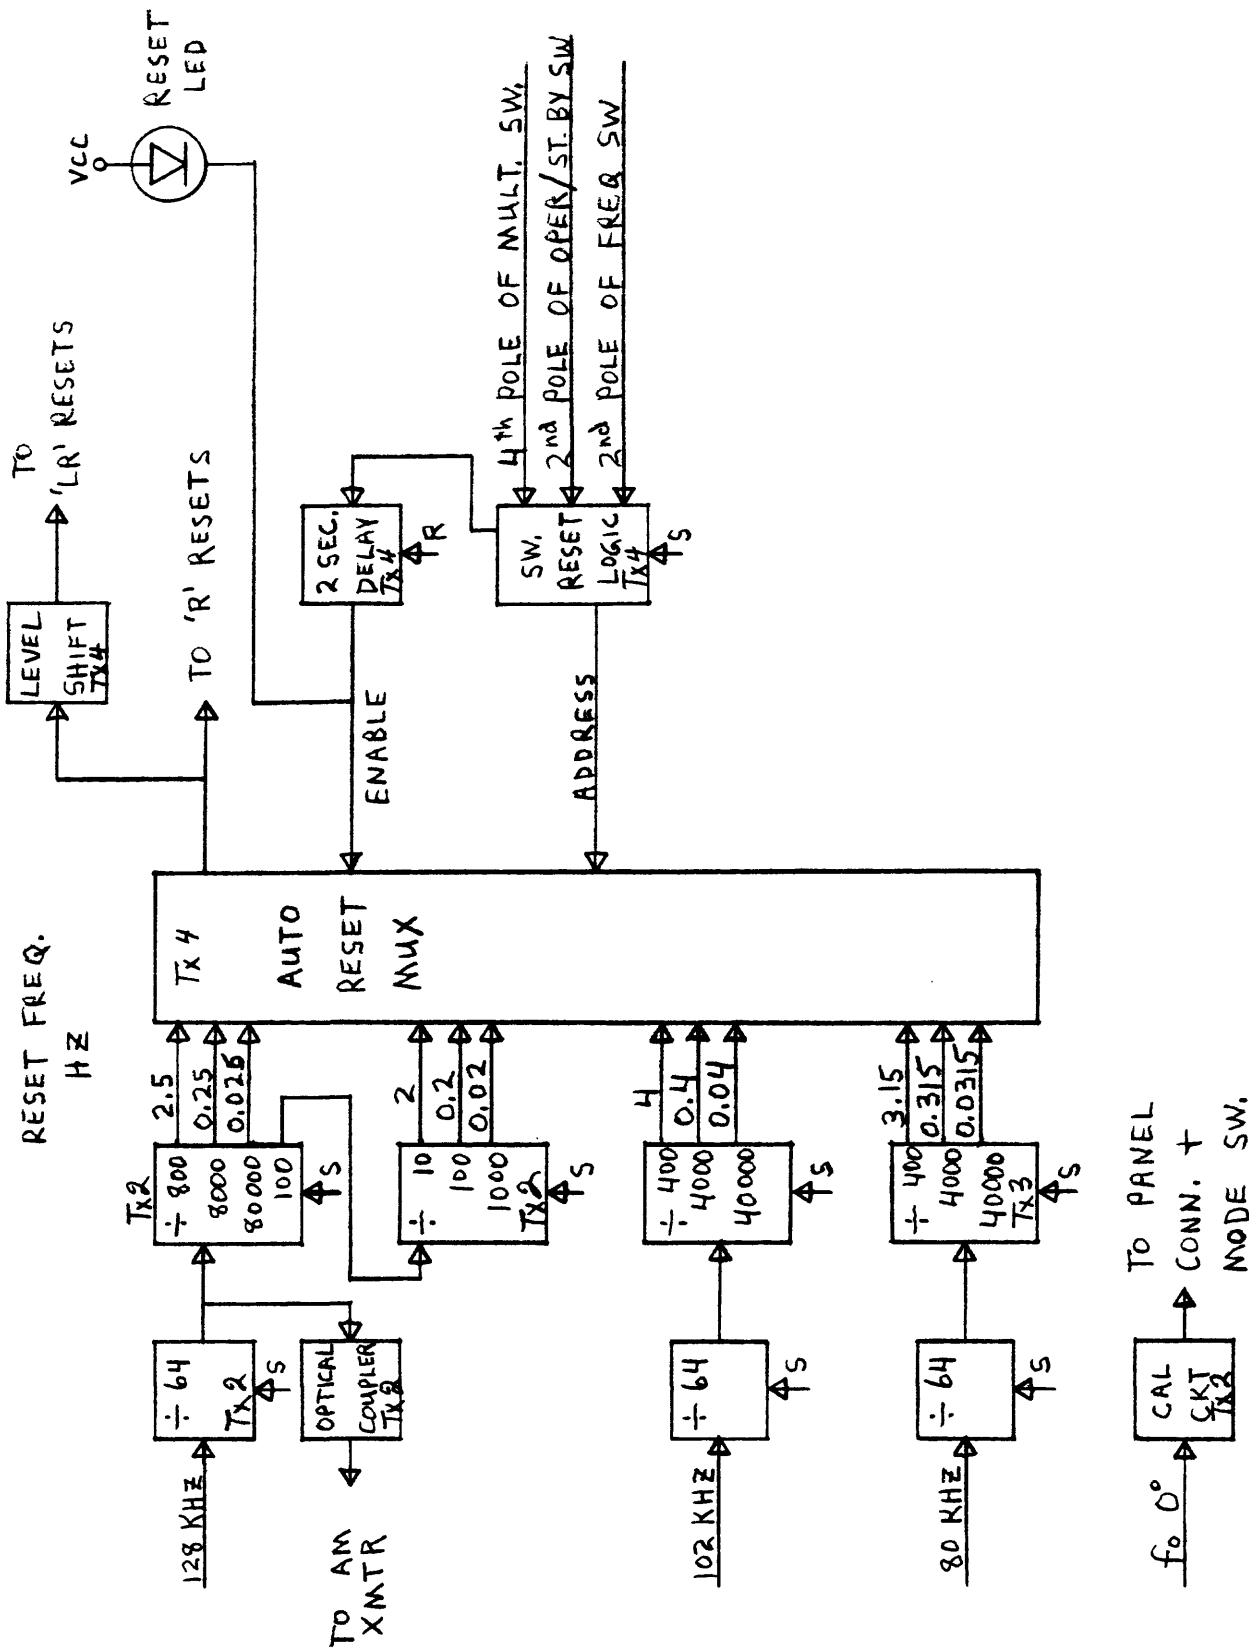 RESET FREQ.
HZ
128 KHZ
÷ 64
Tx2
S
OPTICAL
COUPLER
Tx2
TO AM
XMTR
Tx2
÷ 800
8000
80000
100
S
2.5
0.25
0.025
÷ 10
100
1000
Tx2
S
2
0.2
0.02
102 KHZ
÷ 64
S
÷ 400
4000
40000
S
4
0.4
0.04
80 KHZ
÷ 64
S
÷ 400
4000
40000
Tx3
S
3.15
0.315
0.0315
fo 0°
CAL
CKT
Tx2
TO PANEL
CONN. +
MODE SW.
Tx4
AUTO
RESET
MUX
LEVEL
SHIFT
Tx4
TO
'LR' RESETS
TO 'R' RESETS
ENABLE
2 SEC.
DELAY
Tx4
R
ADDRESS
SW.
RESET
LOGIC
Tx4
S
VCC
RESET
LED
4th POLE OF MULT. SW.
2nd POLE OF OPER/ST. BY SW
2nd POLE OF FREQ SW